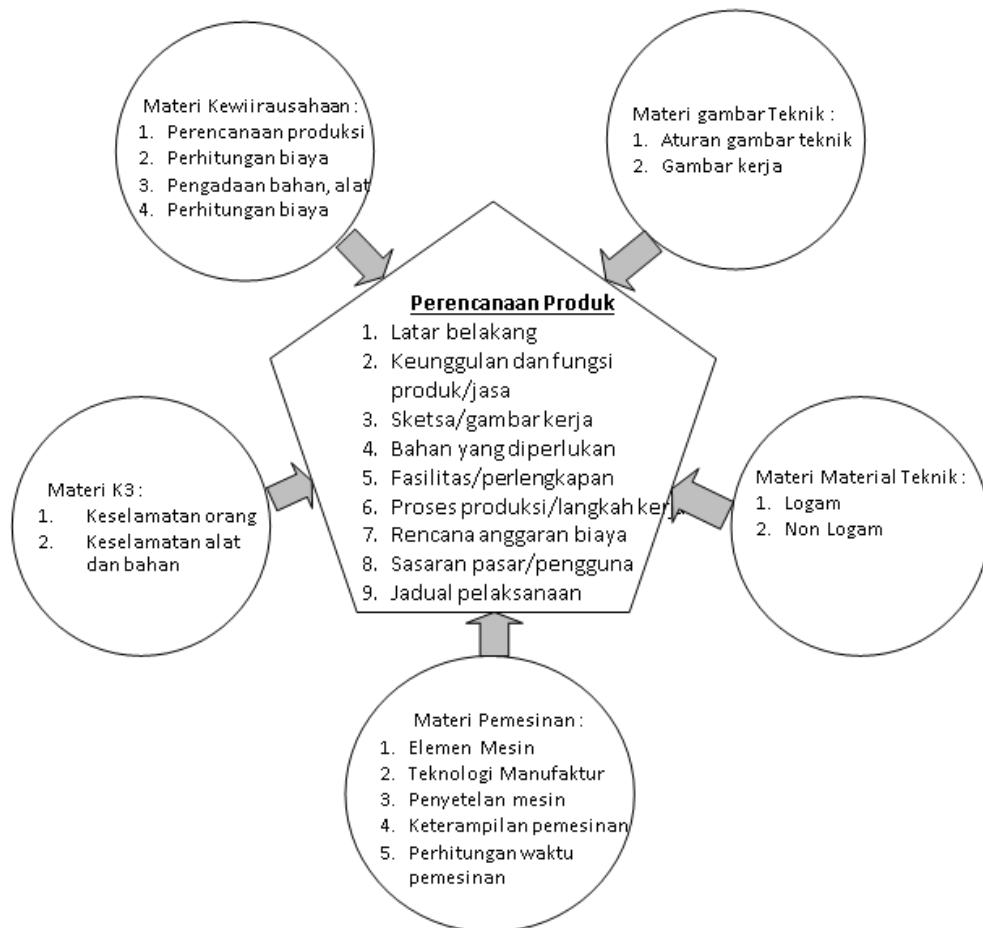 Materi Kewiirausahaan :
1. Perencanaan produksi
2. Perhitungan biaya
3. Pengadaan bahan, alat
4. Perhitungan biaya
Materi gambar Teknik :
1. Aturan gambar teknik
2. Gambar kerja
Perencanaan Produk
1. Latar belakang
2. Keunggulan dan fungsi
produk/jasa
3. Sketsa/gambar kerja
4. Bahan yang diperlukan
5. Fasilitas/perlengkapan
6. Proses produksi/langkah kerj
7. Rencana anggaran biaya
8. Sasaran pasar/pengguna
9. Jadual pelaksanaan
Materi K3 :
1. Keselamatan orang
2. Keselamatan alat
dan bahan
Materi Material Teknik :
1. Logam
2. Non Logam
Materi Pemesinan :
1. Elemen Mesin
2. Teknologi Manufaktur
3. Penyetelan mesin
4. Keterampilan pemesinan
5. Perhitungan waktu
pemesinan